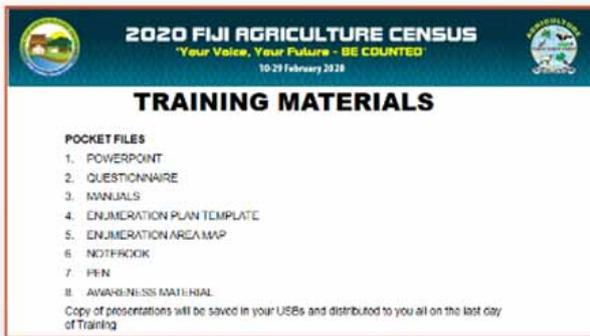 2020 FIJI AGRICULTURE CENSUS
"Your Voice, Your Future - BE COUNTED"
10-29 February 2020
AGRICULTURE
TRAINING MATERIALS
POCKET FILES
1. POWERPOINT
2. QUESTIONNAIRE
3. MANUALS
4. ENUMERATION PLAN TEMPLATE
5. ENUMERATION AREA MAP
6. NOTEBOOK
7. PEN
8. AWARENESS MATERIAL
Copy of presentations will be saved in your USBs and distributed to you all on the last day
of Training